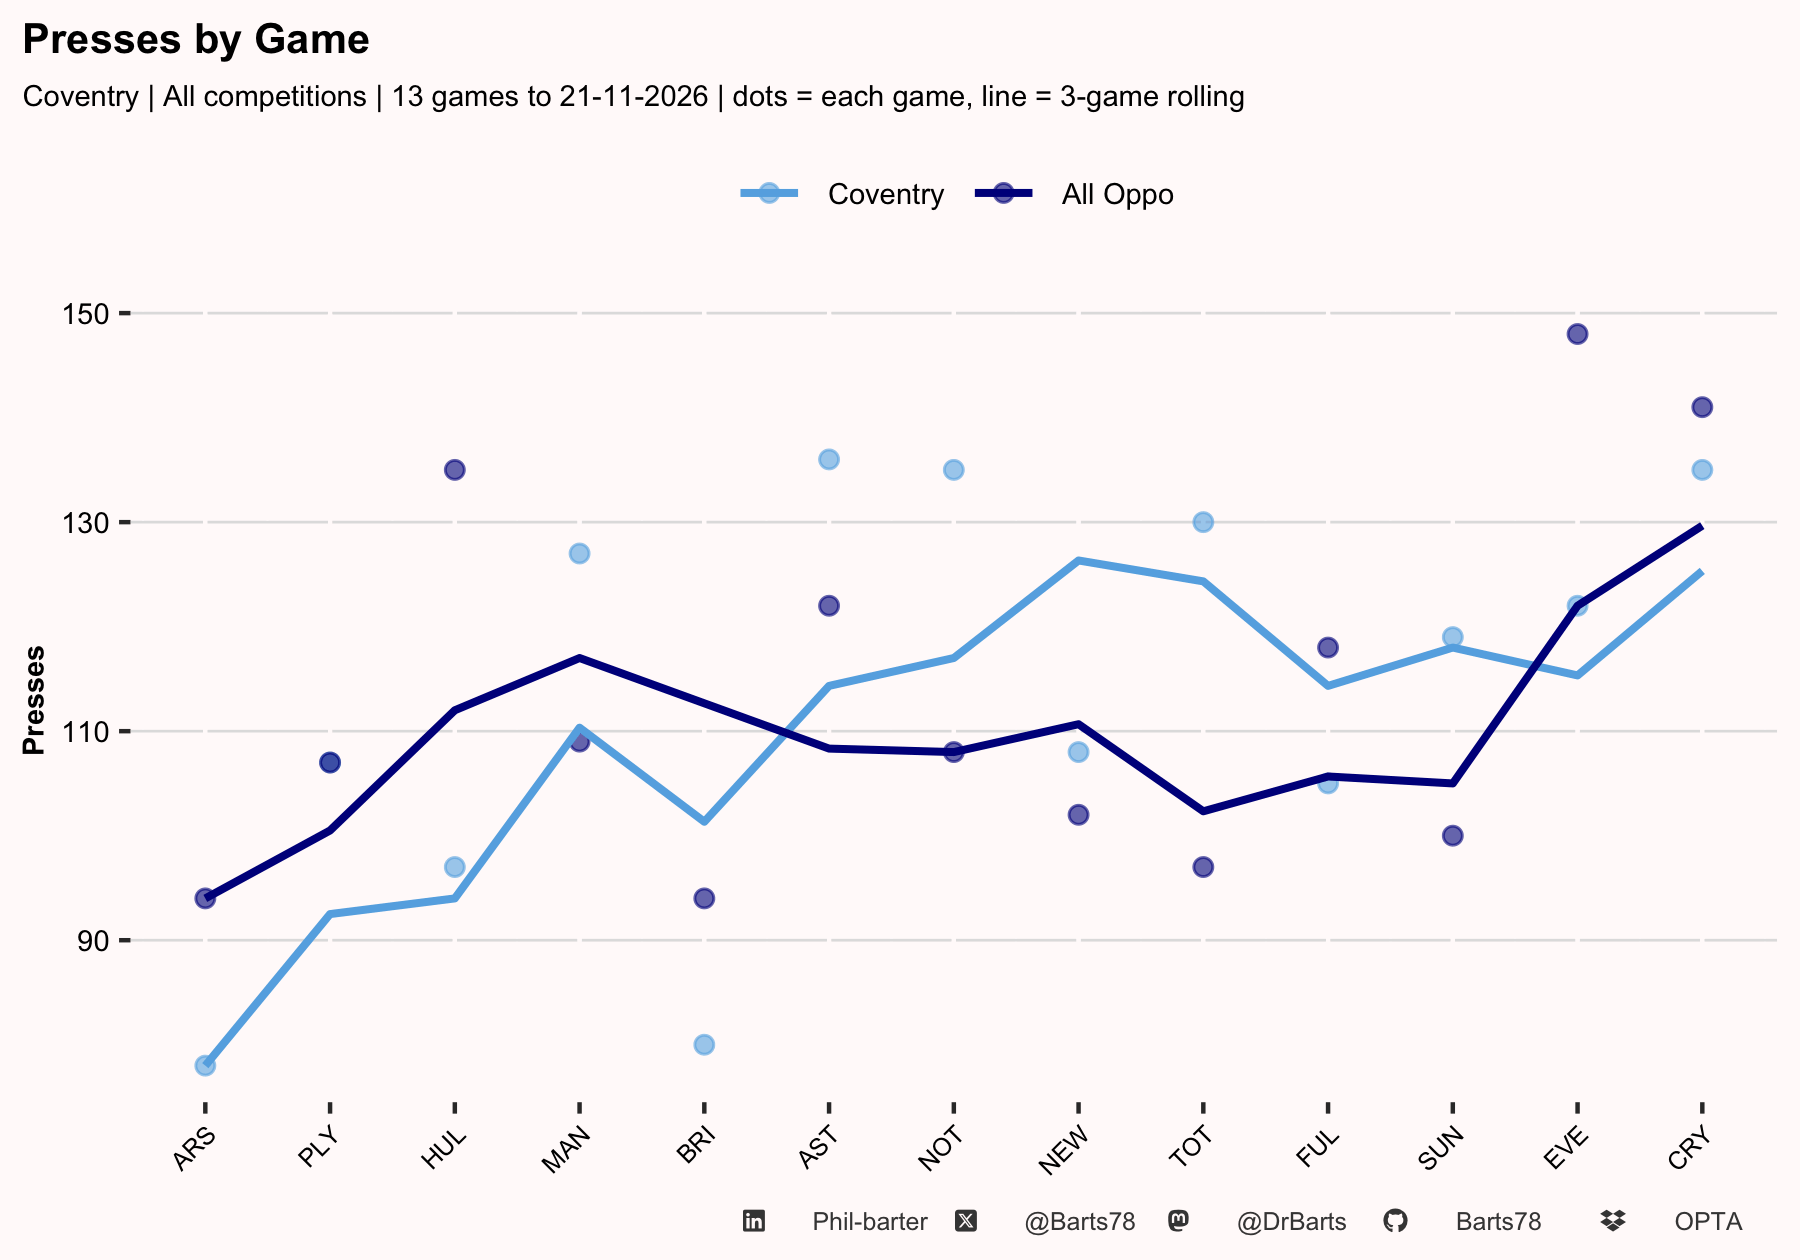 Presses by Game
Coventry | All competitions | 13 games to 21-11-2026 | dots = each game, line = 3-game rolling
Coventry All Oppo
150
130
110
90
Presses
ARS PLY HUL MAN BRI AST NOT NEW TOT FUL SUN EVE CRY
Phil-barter @Barts78 @DrBarts Barts78 OPTA